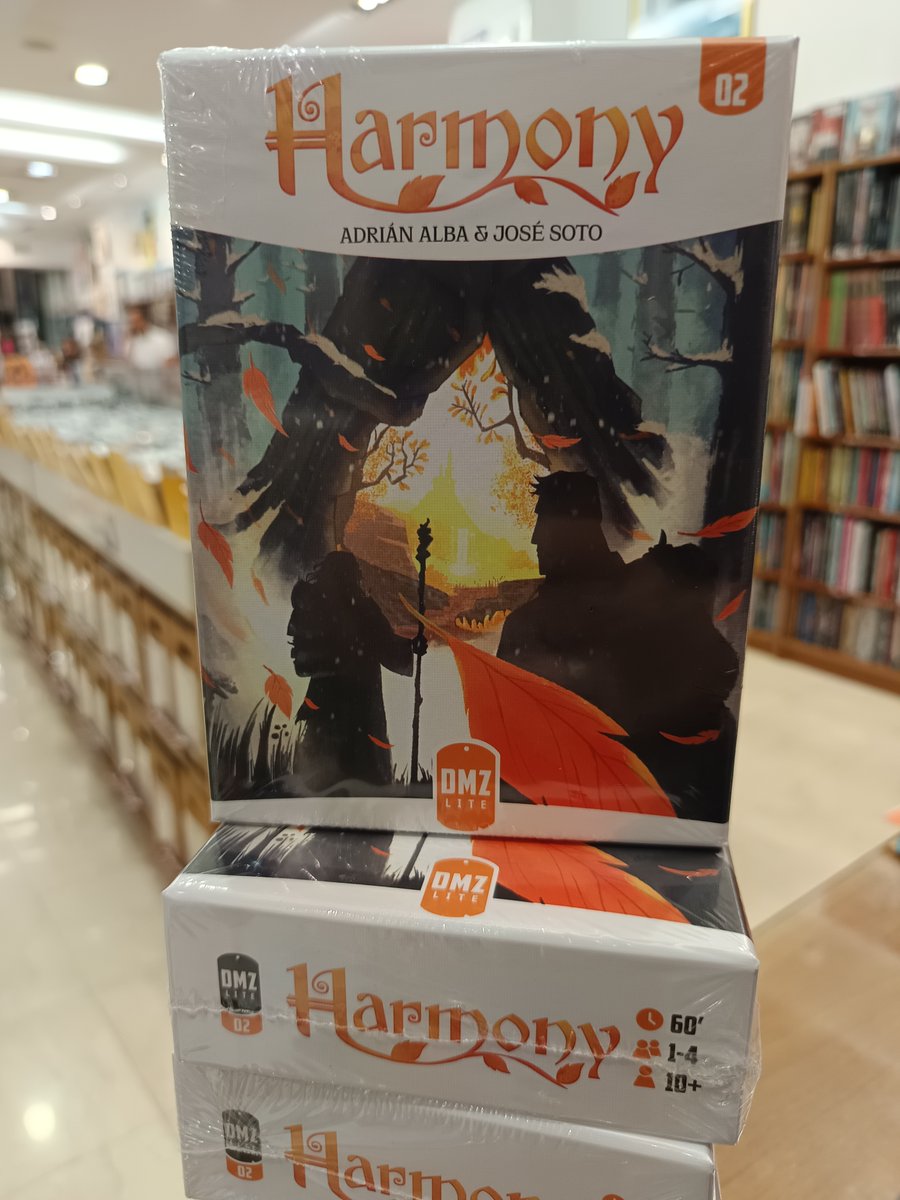 Harmony
02
ADRIÁN ALBA & JOSÉ SOTO
DMZ
LITE
DMZ
LITE
DMZ
LITE
02
Harmony
60'
1-4
10+
DMZ
02
Harmony